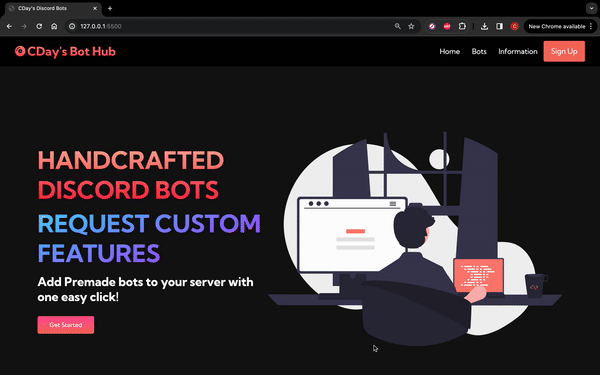 CDay's Discord Bots
127.0.0.1:5500
New Chrome available
CDay's Bot Hub
Home
Bots
Information
Sign Up
HANDCRAFTED
DISCORD BOTS
REQUEST CUSTOM
FEATURES
Add Premade bots to your server with
one easy click!
Get Started